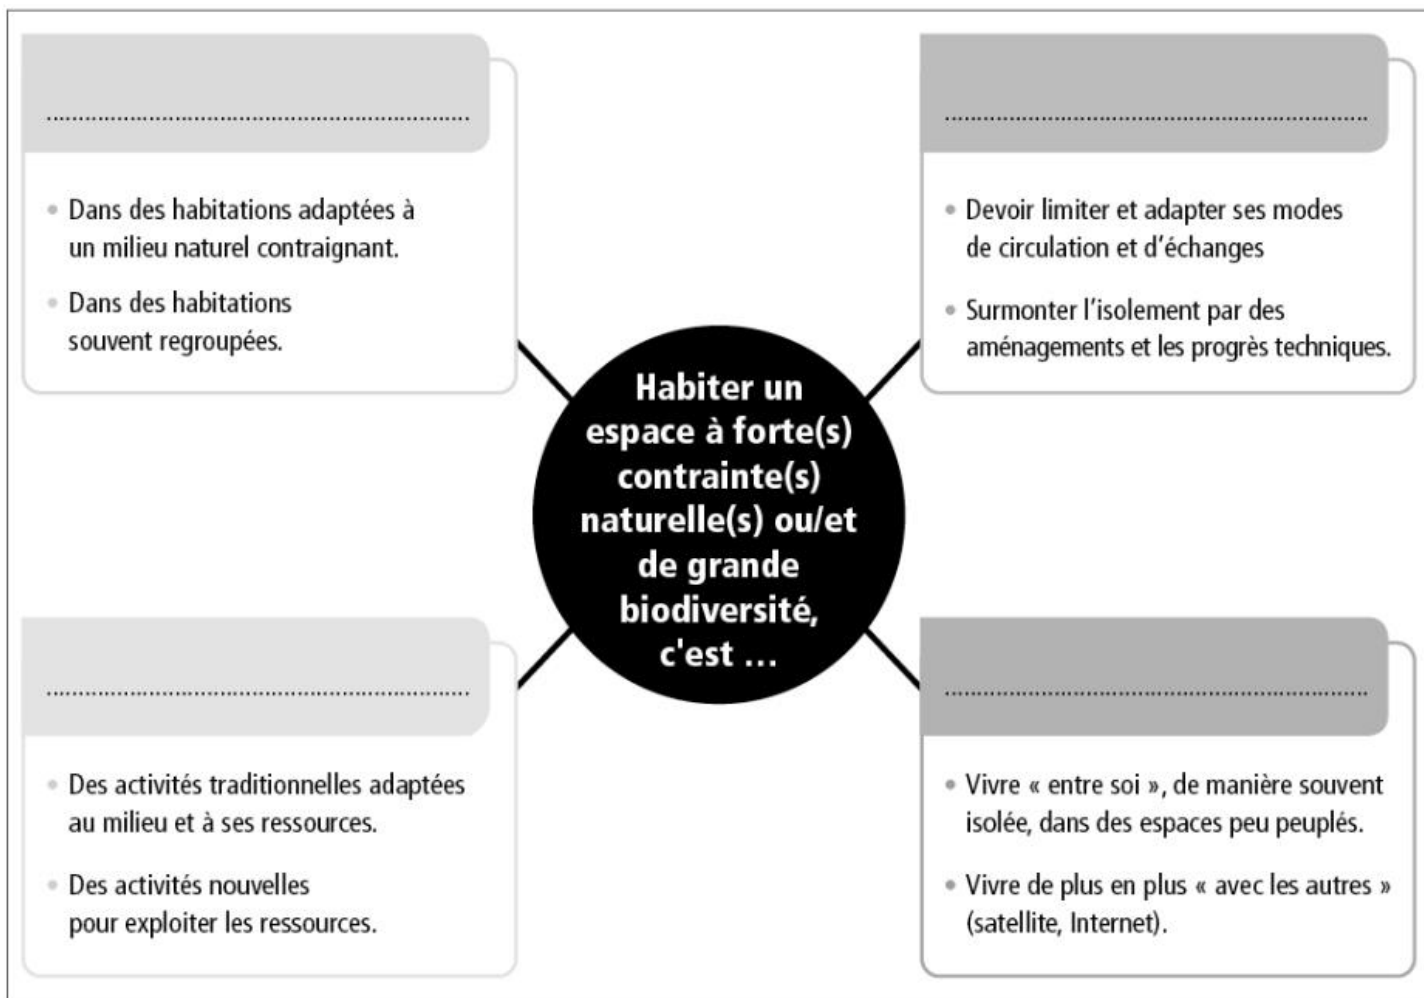 Dans des habitations adaptées à
un milieu naturel contraignant.
Dans des habitations
souvent regroupées.
Devoir limiter et adapter ses modes
de circulation et d'échanges
Surmonter l'isolement par des
aménagements et les progrès techniques.
Habiter un
espace à forte(s)
contrainte(s)
naturelle(s) ou/et
de grande
biodiversité,
c'est ...
Des activités traditionnelles adaptées
au milieu et à ses ressources.
Des activités nouvelles
pour exploiter les ressources.
Vivre « entre soi », de manière souvent
isolée, dans des espaces peu peuplés.
Vivre de plus en plus « avec les autres »
(satellite, Internet).